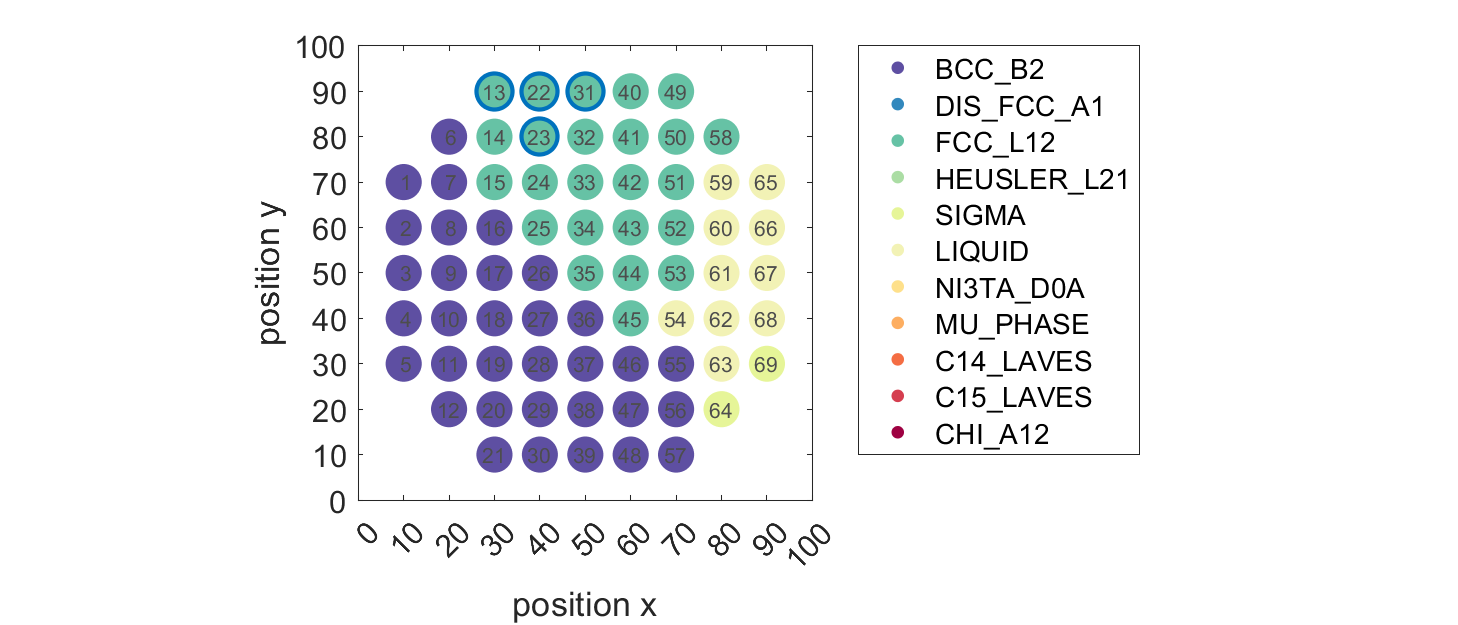 100
90
80
70
60
50
40
30
20
10
0
position y
13 22 31 40 49
6 14 23 32 41 50 58
1 7 15 24 33 42 51 59 65
2 8 16 25 34 43 52 60 66
3 9 17 26 35 44 53 61 67
4 10 18 27 36 45 54 62 68
5 11 19 28 37 46 55 63 69
12 20 29 38 47 56 64
21 30 39 48 57
0 10 20 30 40 50 60 70 80 90 100
position x
BCC_B2
DIS_FCC_A1
FCC_L12
HEUSLER_L21
SIGMA
LIQUID
NI3TA_D0A
MU_PHASE
C14_LAVES
C15_LAVES
CHI_A12